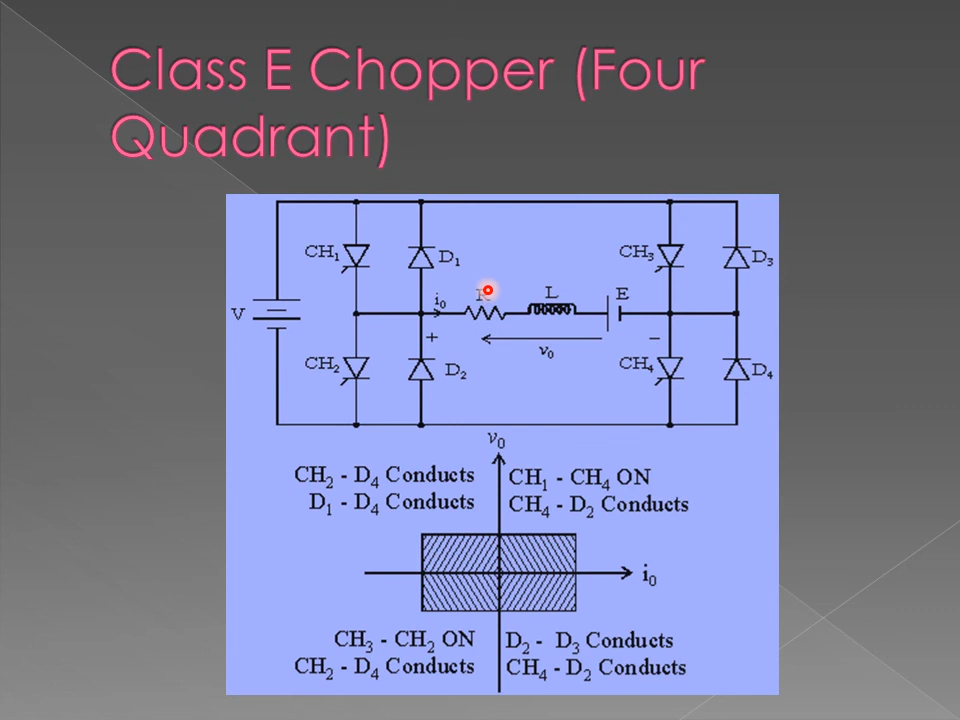 Class E Chopper (Four
Quadrant)
CH₁
D₁
CH₃
D₃
i₀
R
L
E
V
+
−
v₀
CH₂
D₂
CH₄
D₄
v₀
CH₂ - D₄ Conducts
D₁ - D₄ Conducts
CH₁ - CH₄ ON
CH₄ - D₂ Conducts
i₀
CH₃ - CH₂ ON
CH₂ - D₄ Conducts
D₂ - D₃ Conducts
CH₄ - D₂ Conducts